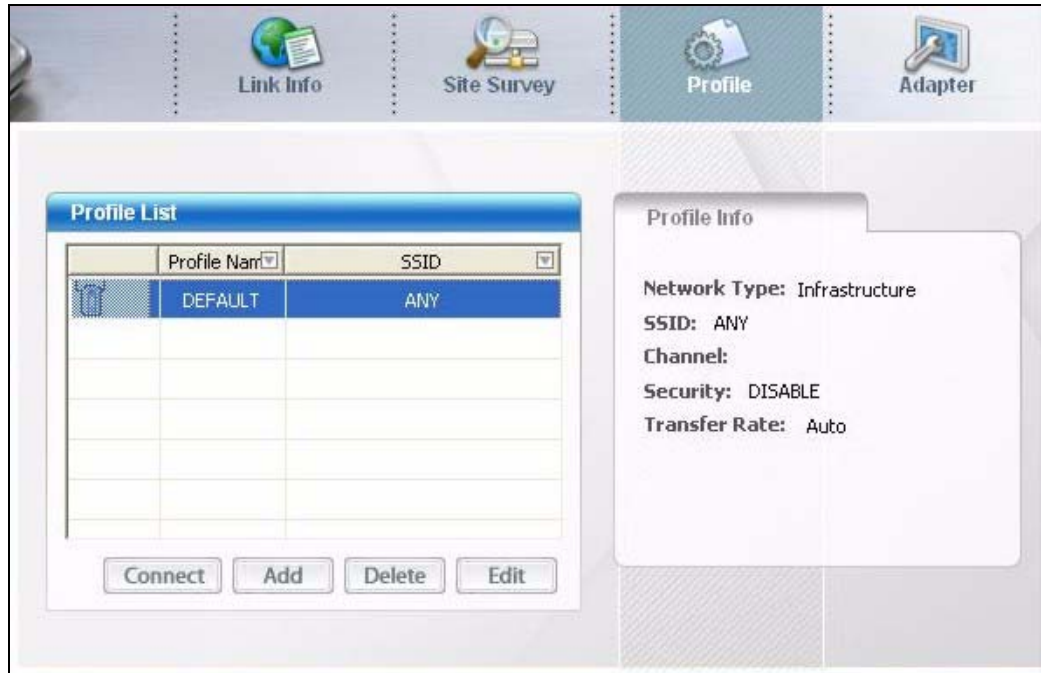 Link Info
Site Survey
Profile
Adapter
Profile List
Profile Nam
SSID
DEFAULT
ANY
Connect
Add
Delete
Edit
Profile Info
Network Type: Infrastructure
SSID: ANY
Channel:
Security: DISABLE
Transfer Rate: Auto